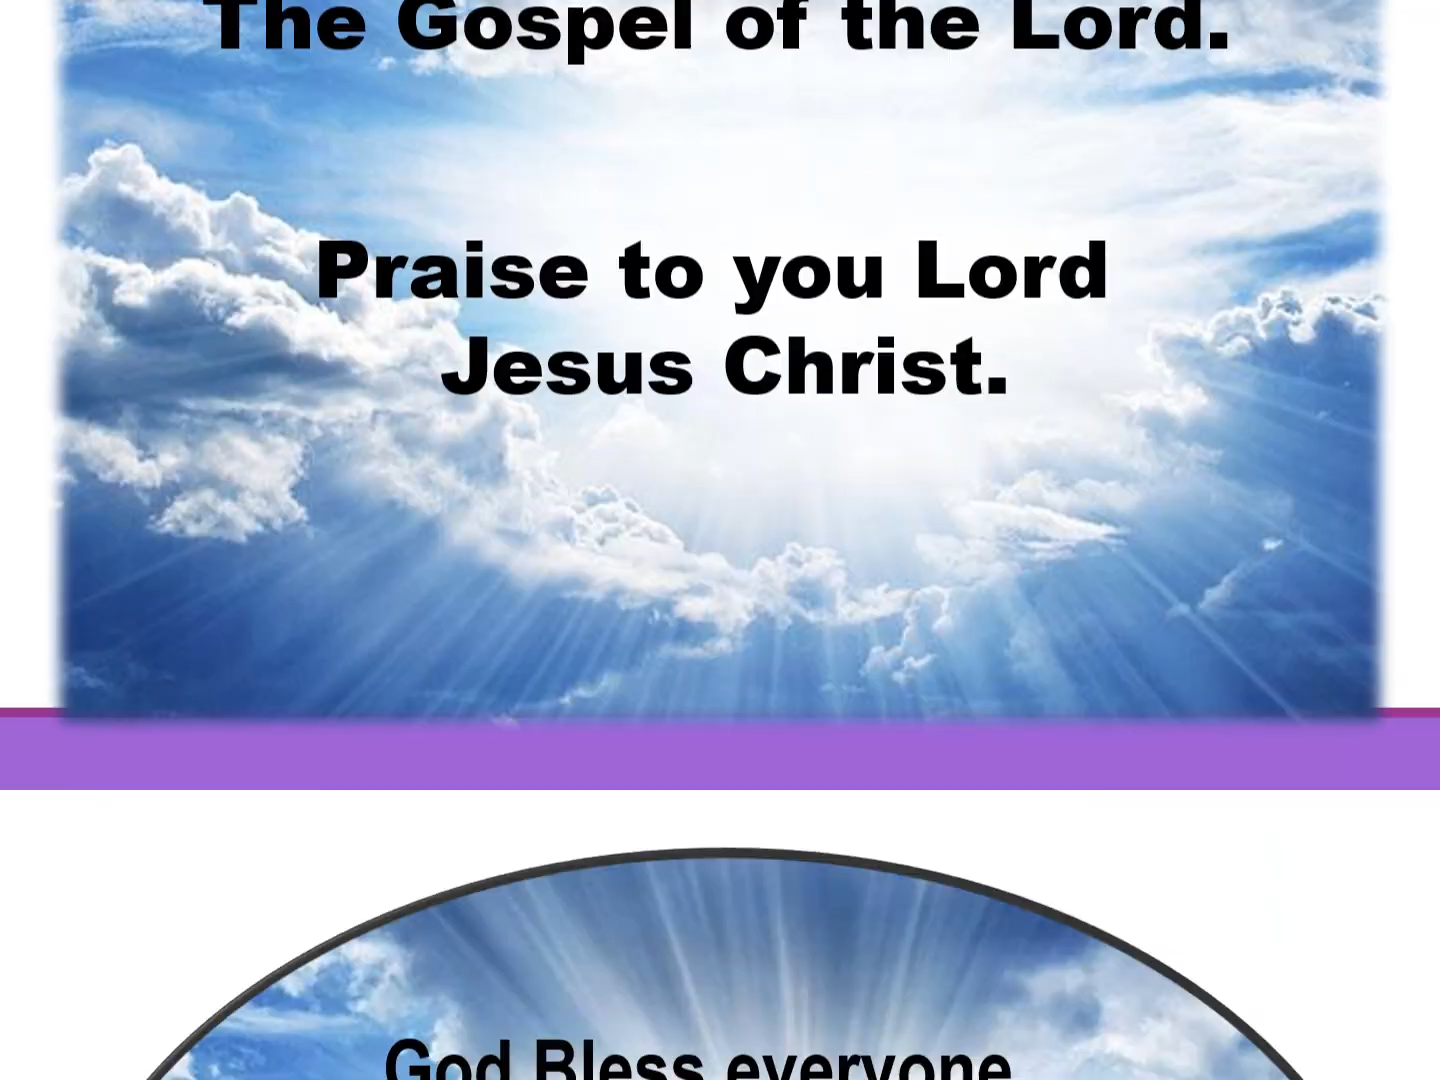 The Gospel of the Lord.
Praise to you Lord
Jesus Christ.
God Bless everyone